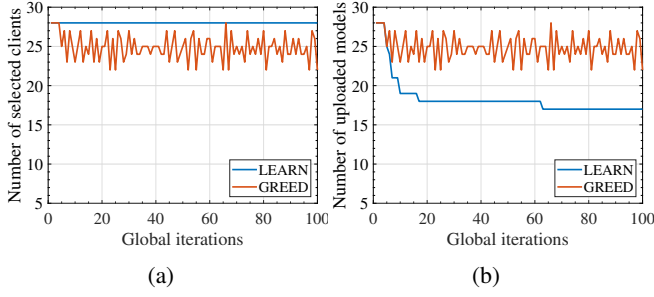 Number of selected clients
30
25
20
15
10
5
0
20
40
60
80
100
Global iterations
LEARN
GREED
(a)
Number of uploaded models
30
25
20
15
10
5
0
20
40
60
80
100
Global iterations
LEARN
GREED
(b)